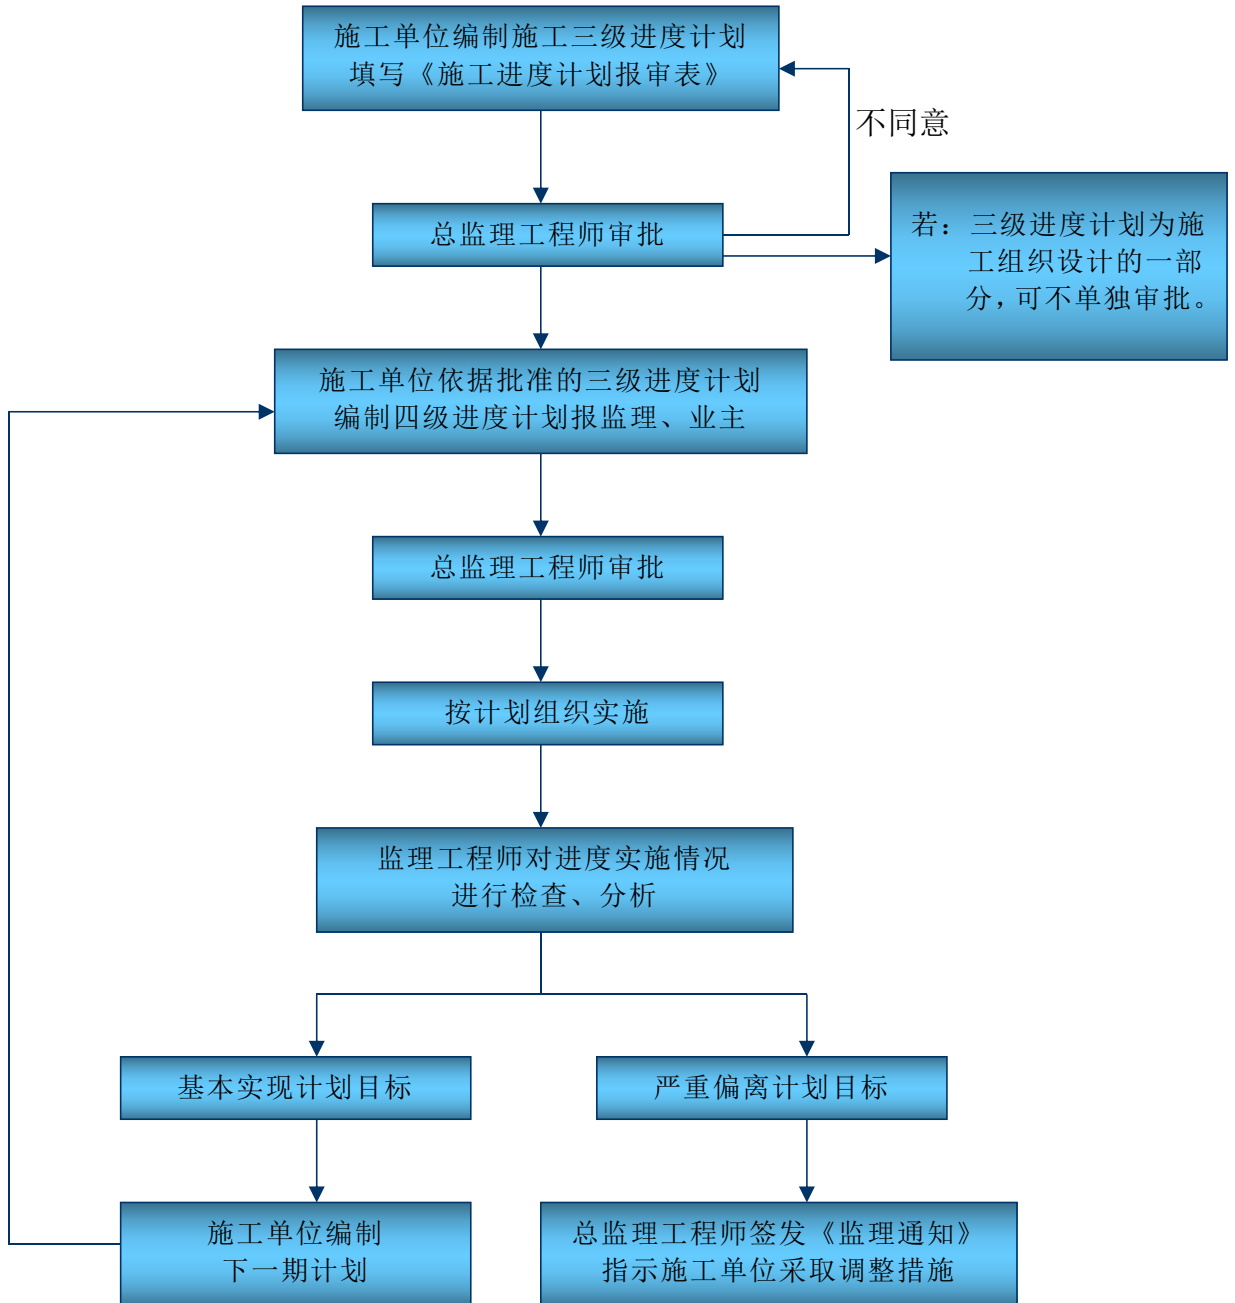 施工单位编制施工三级进度计划
填写《施工进度计划报审表》
不同意
总监理工程师审批
若：三级进度计划为施
工组织设计的一部
分，可不单独审批。
施工单位依据批准的三级进度计划
编制四级进度计划报监理、业主
总监理工程师审批
按计划组织实施
监理工程师对进度实施情况
进行检查、分析
基本实现计划目标
严重偏离计划目标
施工单位编制
下一期计划
总监理工程师签发《监理通知》
指示施工单位采取调整措施